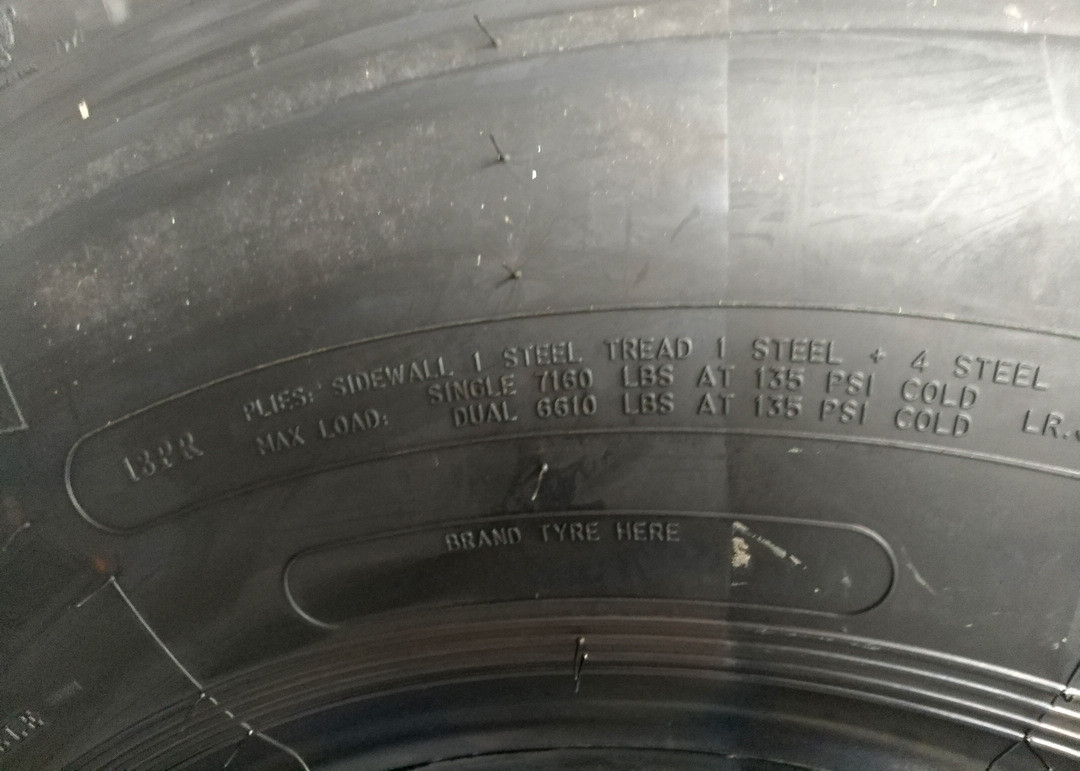 PLIES: SIDEWALL 1 STEEL TREAD 1 STEEL + 4 STEEL
MAX LOAD: SINGLE 7160 LBS AT 135 PSI COLD
DUAL 6610 LBS AT 135 PSI COLD LR.
BRAND TYRE HERE